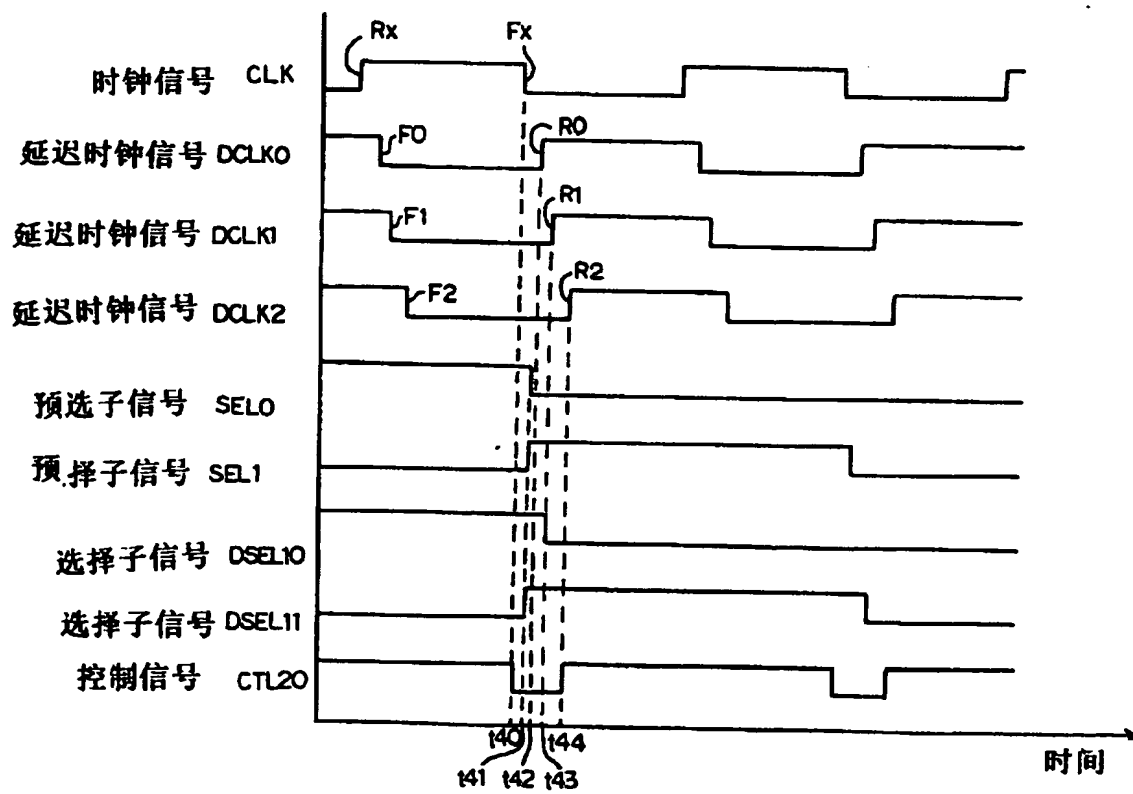 Rx Fx
时钟信号 CLK
F0 R0
延迟时钟信号 DCLK0
F1 R1
延迟时钟信号 DCLK1
F2 R2
延迟时钟信号 DCLK2
预选子信号 SEL0
预.择子信号 SEL1
选择子信号 DSEL10
选择子信号 DSEL11
控制信号 CTL20
t40 t44
t41 t42 t43
时间